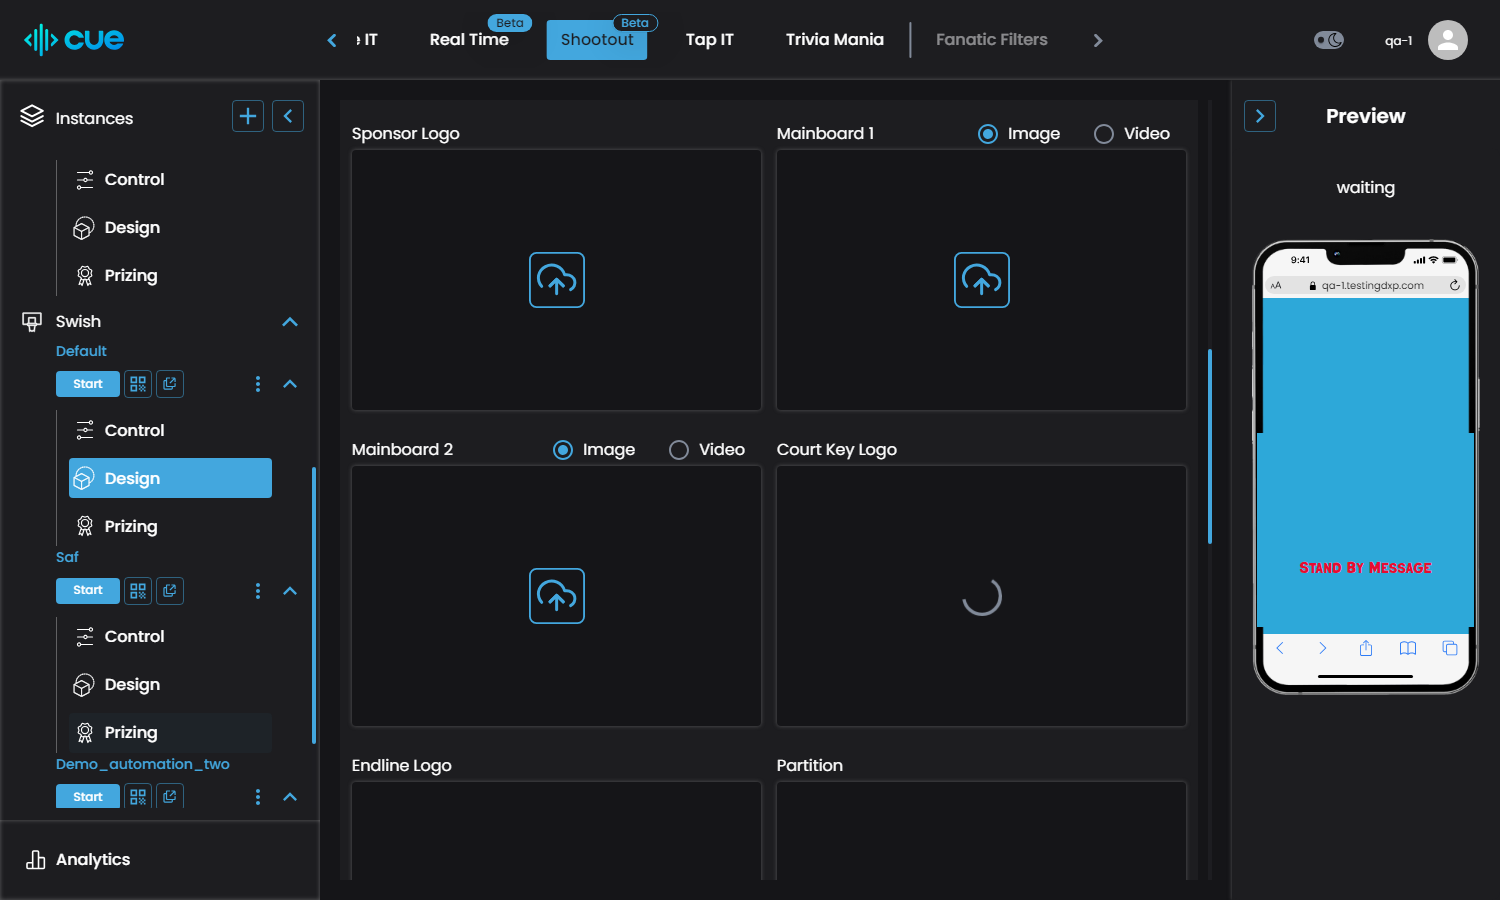 cue
IT
Real Time
Beta
Shootout
Beta
Tap IT
Trivia Mania
Fanatic Filters
qa-1
Instances
Control
Design
Prizing
Swish
Default
Start
Control
Design
Prizing
Saf
Start
Control
Design
Prizing
Demo_automation_two
Start
Analytics
Sponsor Logo
Mainboard 1
Image
Video
Mainboard 2
Image
Video
Court Key Logo
Endline Logo
Partition
Preview
waiting
9:41
AA
qa-1.testingdxp.com
Stand By Message